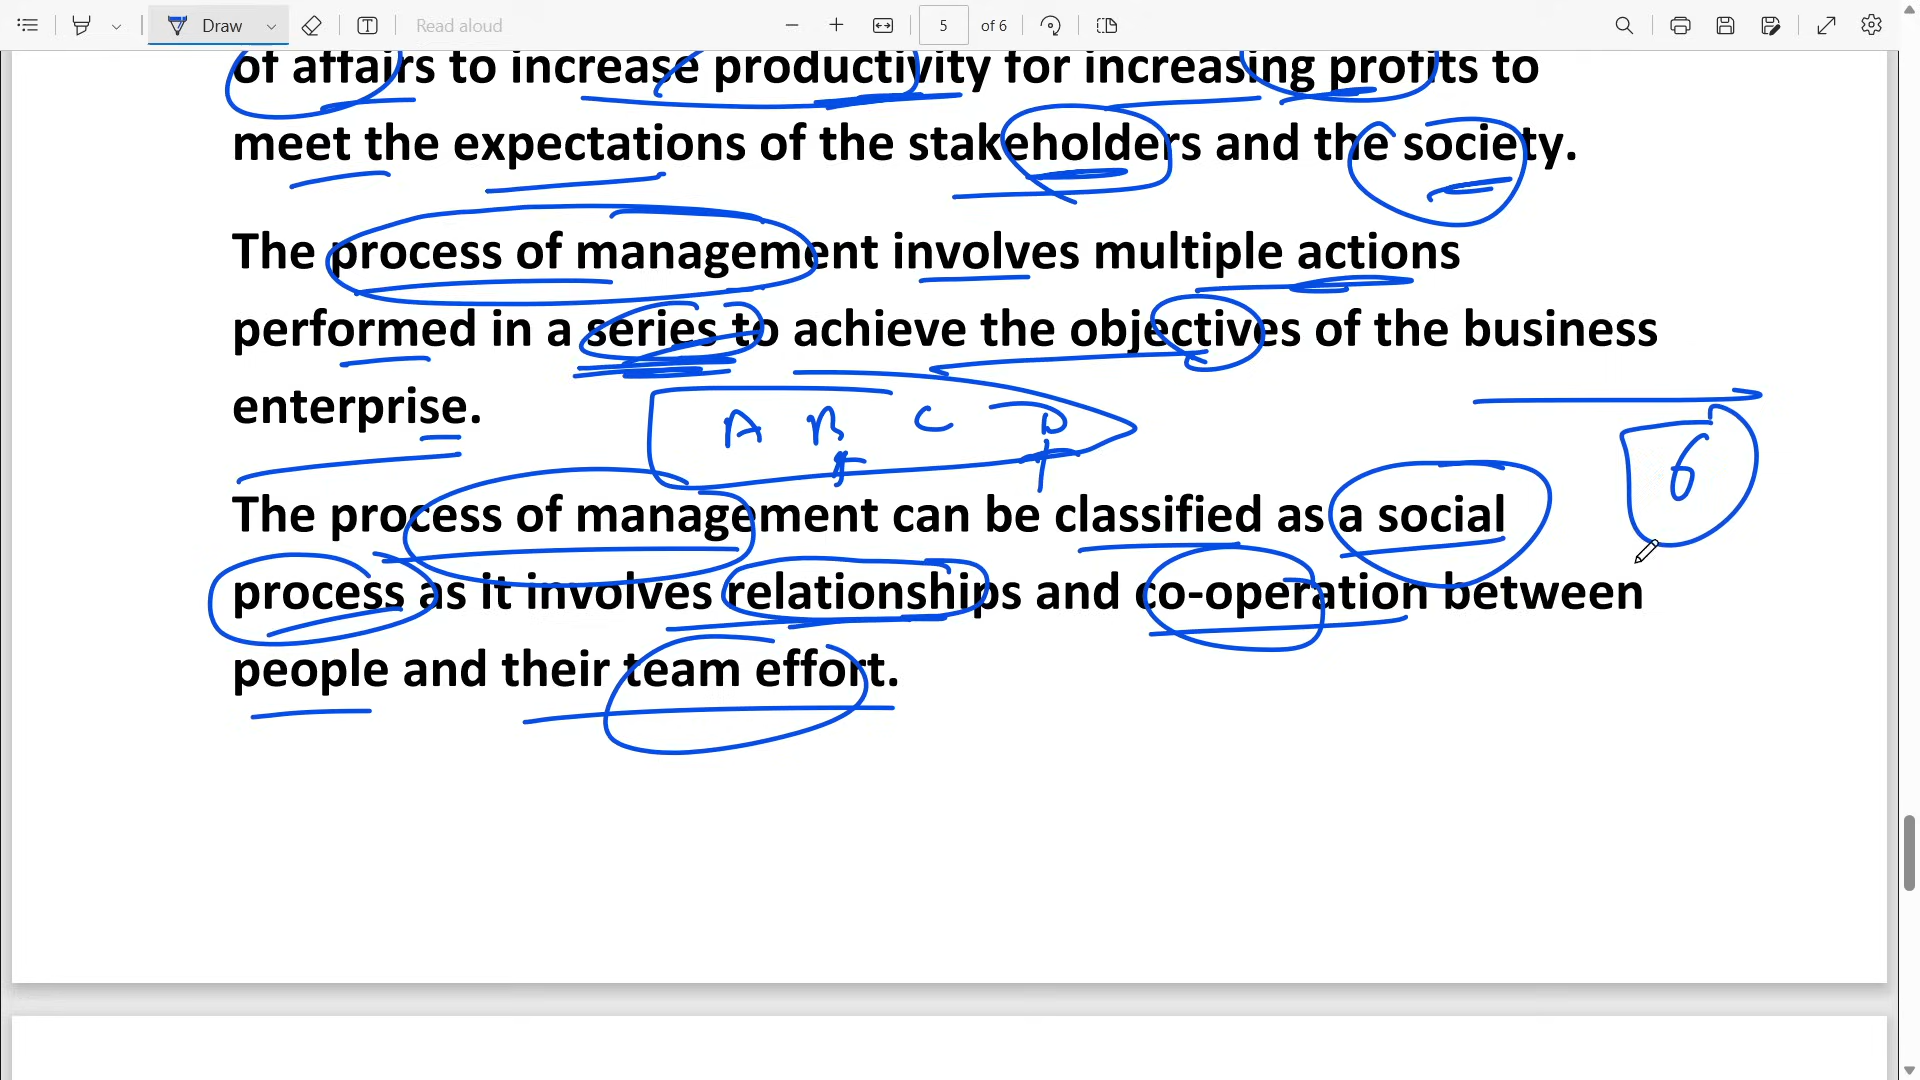 Draw
Read aloud
5 of 6
of affairs to increase productivity for increasing profits to
meet the expectations of the stakeholders and the society.
The process of management involves multiple actions
performed in a series to achieve the objectives of the business
enterprise.
A B C D
6
The process of management can be classified as a social
process as it involves relationships and co-operation between
people and their team effort.